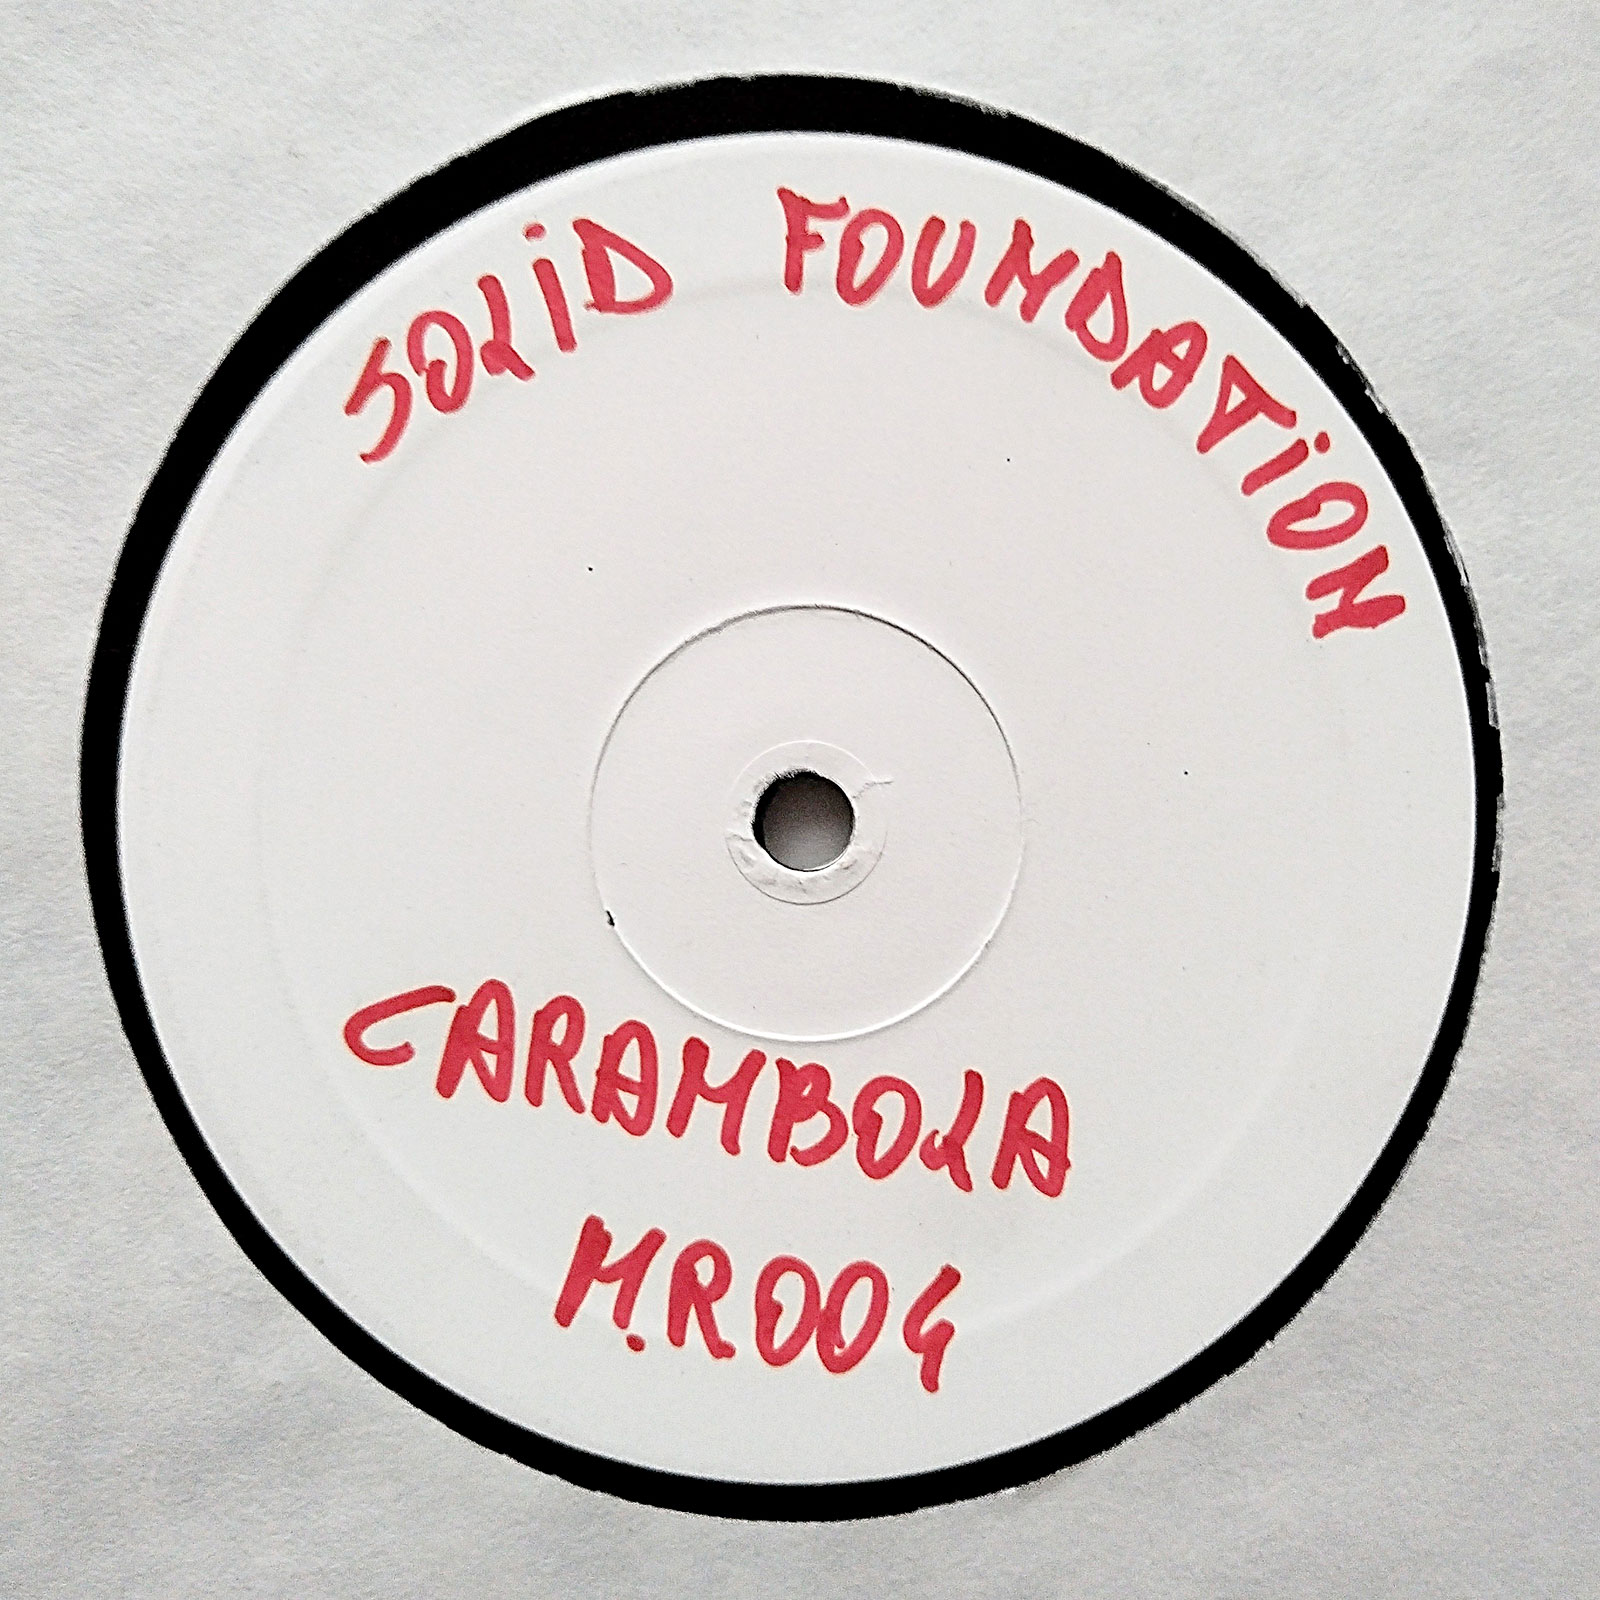 SOLiD FOUNDATiON
CARAMBOLA
M.R004